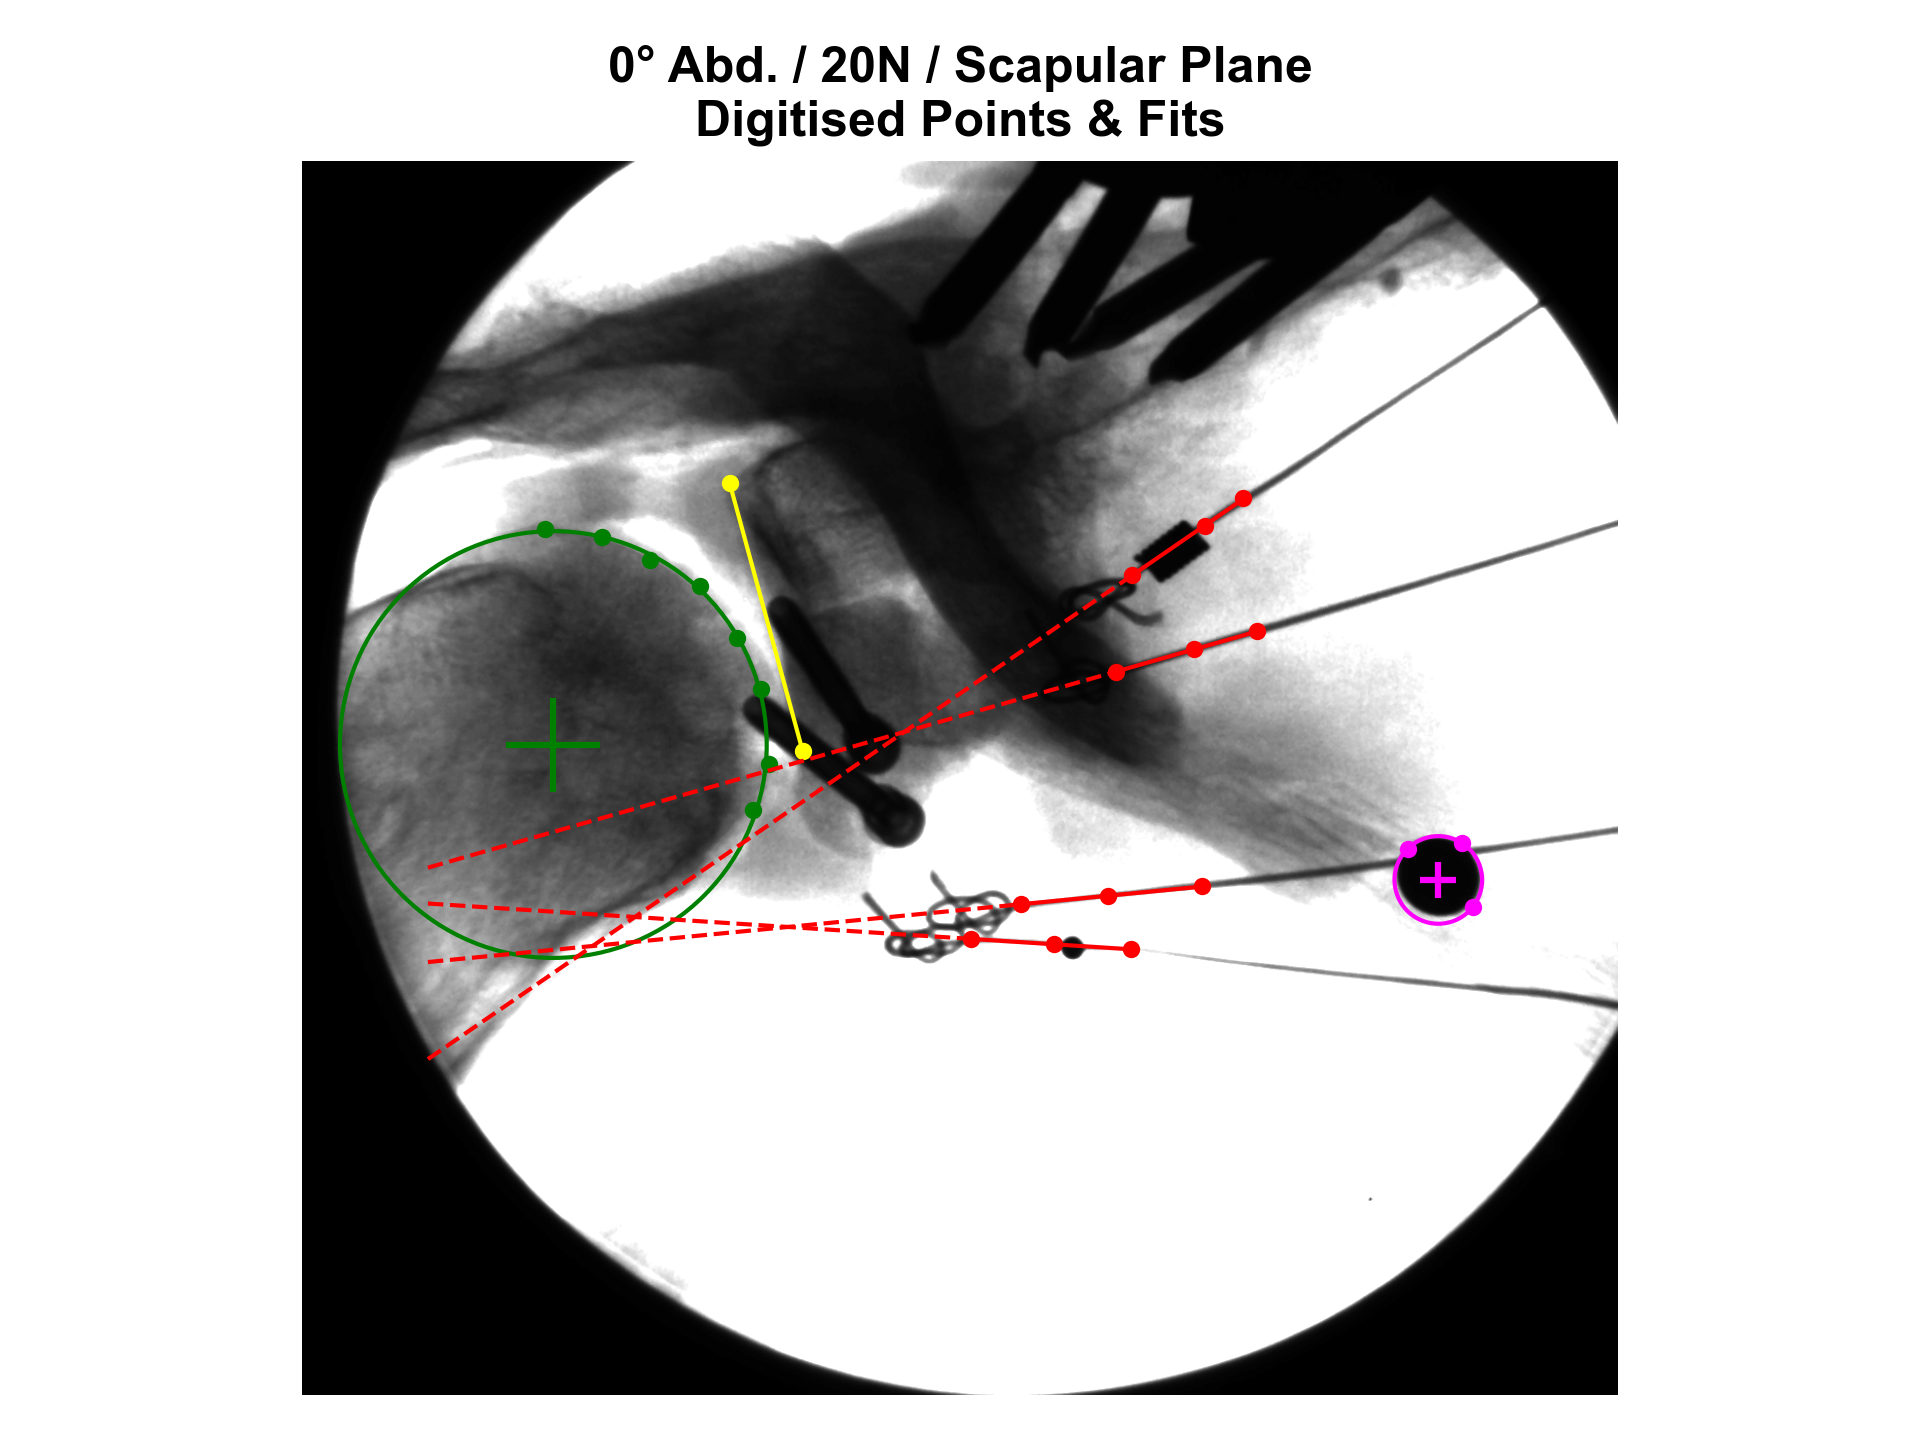 0° Abd. / 20N / Scapular Plane
Digitised Points & Fits